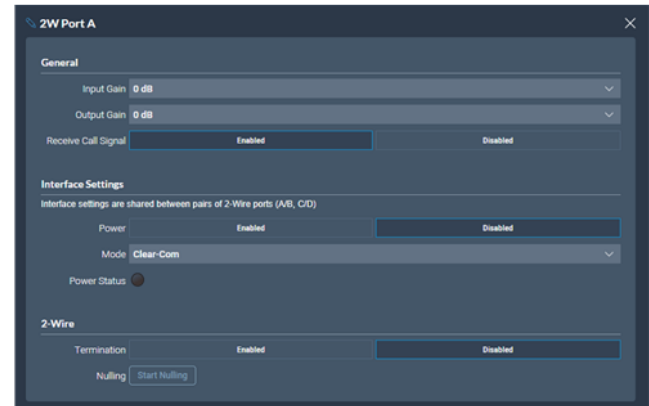 2W Port A
General
Input Gain 0 dB
Output Gain 0 dB
Receive Call Signal Enabled Disabled
Interface Settings
Interface settings are shared between pairs of 2-Wire ports (A/B, C/D)
Power Enabled Disabled
Mode Clear-Com
Power Status
2-Wire
Termination Enabled Disabled
Nulling Start Nulling